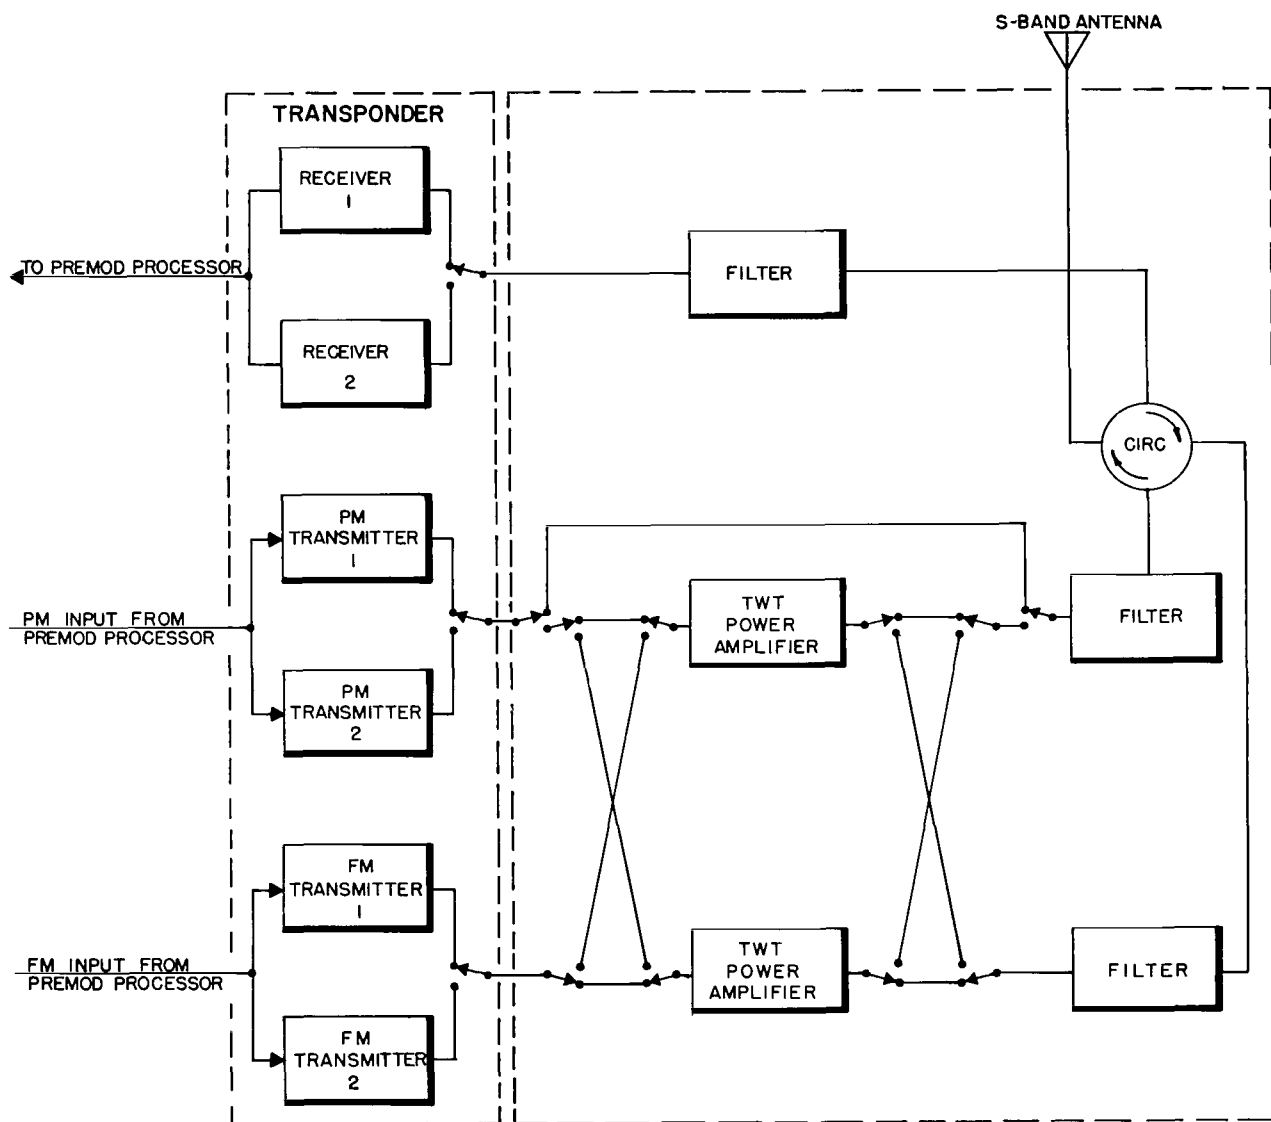 S-BAND ANTENNA
TRANSPONDER
RECEIVER
1
TO PREMOD PROCESSOR
FILTER
RECEIVER
2
CIRC
PM
TRANSMITTER
1
PM INPUT FROM
PREMOD PROCESSOR
TWT
POWER
AMPLIFIER
FILTER
PM
TRANSMITTER
2
FM
TRANSMITTER
1
FM INPUT FROM
PREMOD PROCESSOR
TWT
POWER
AMPLIFIER
FILTER
FM
TRANSMITTER
2